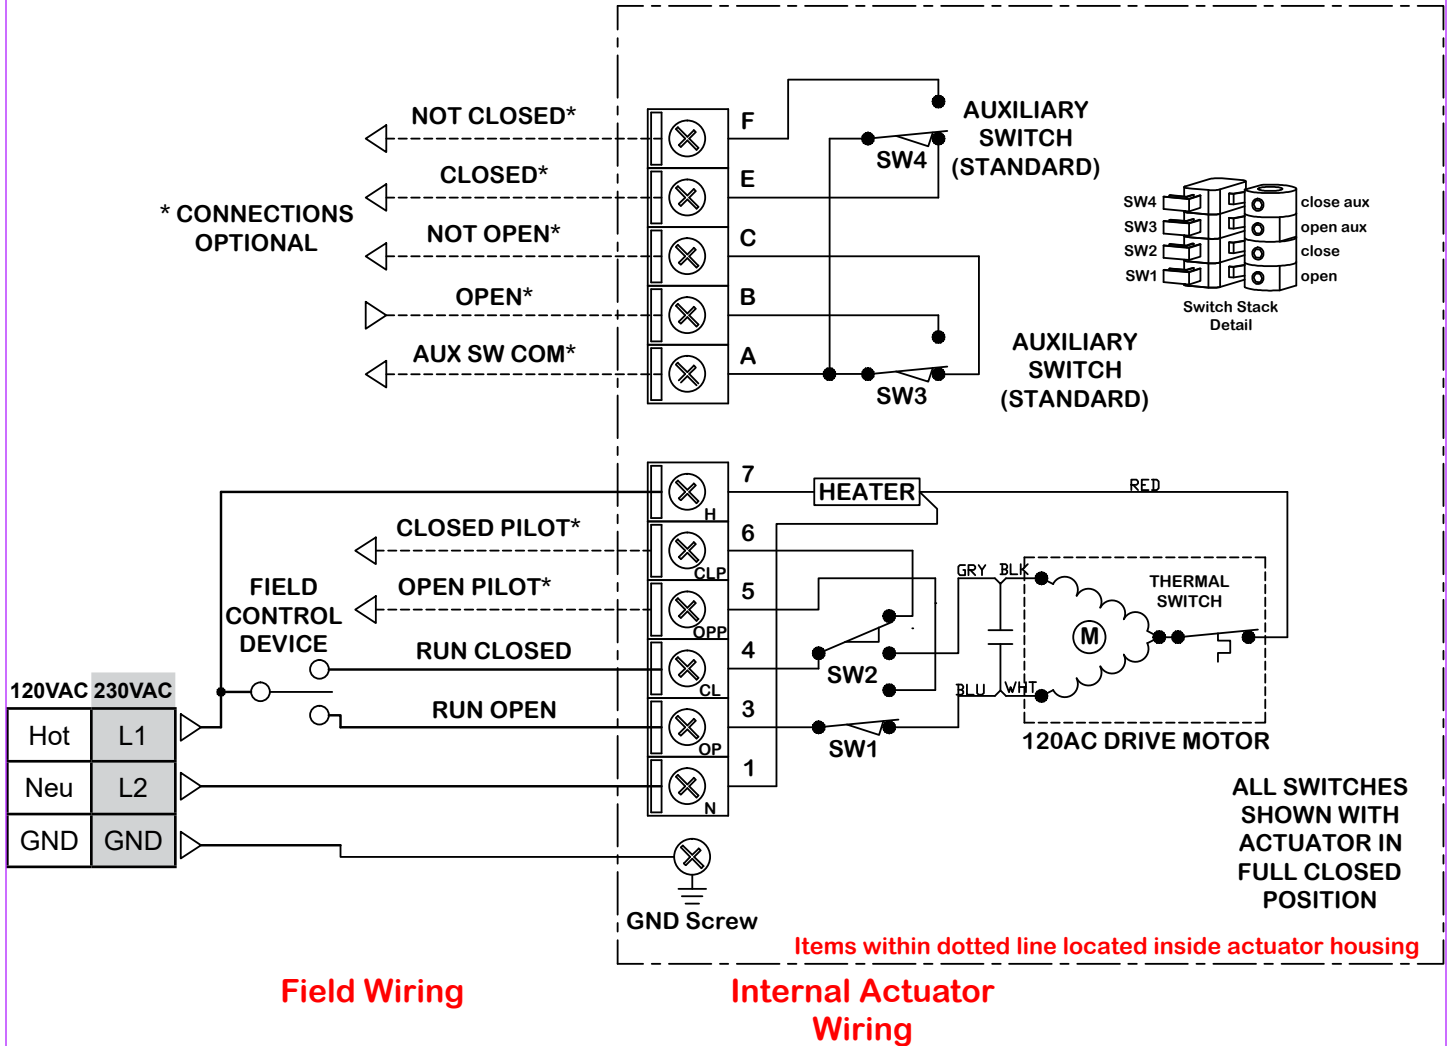 NOT CLOSED*
CLOSED*
* CONNECTIONS
OPTIONAL
NOT OPEN*
OPEN*
AUX SW COM*
F
E
C
B
A
AUXILIARY
SWITCH
(STANDARD)
SW4
AUXILIARY
SWITCH
(STANDARD)
SW3
SW4 close aux
SW3 open aux
SW2 close
SW1 open
Switch Stack
Detail
7
H
HEATER
RED
CLOSED PILOT*
6
CLP
OPEN PILOT*
5
OPP
FIELD
CONTROL
DEVICE
RUN CLOSED
4
CL
RUN OPEN
3
OP
1
N
SW2
SW1
GRY BLK
BLU WHT
THERMAL
SWITCH
M
120AC DRIVE MOTOR
120VAC 230VAC
Hot L1
Neu L2
GND GND
GND Screw
ALL SWITCHES
SHOWN WITH
ACTUATOR IN
FULL CLOSED
POSITION
Items within dotted line located inside actuator housing
Field Wiring
Internal Actuator
Wiring